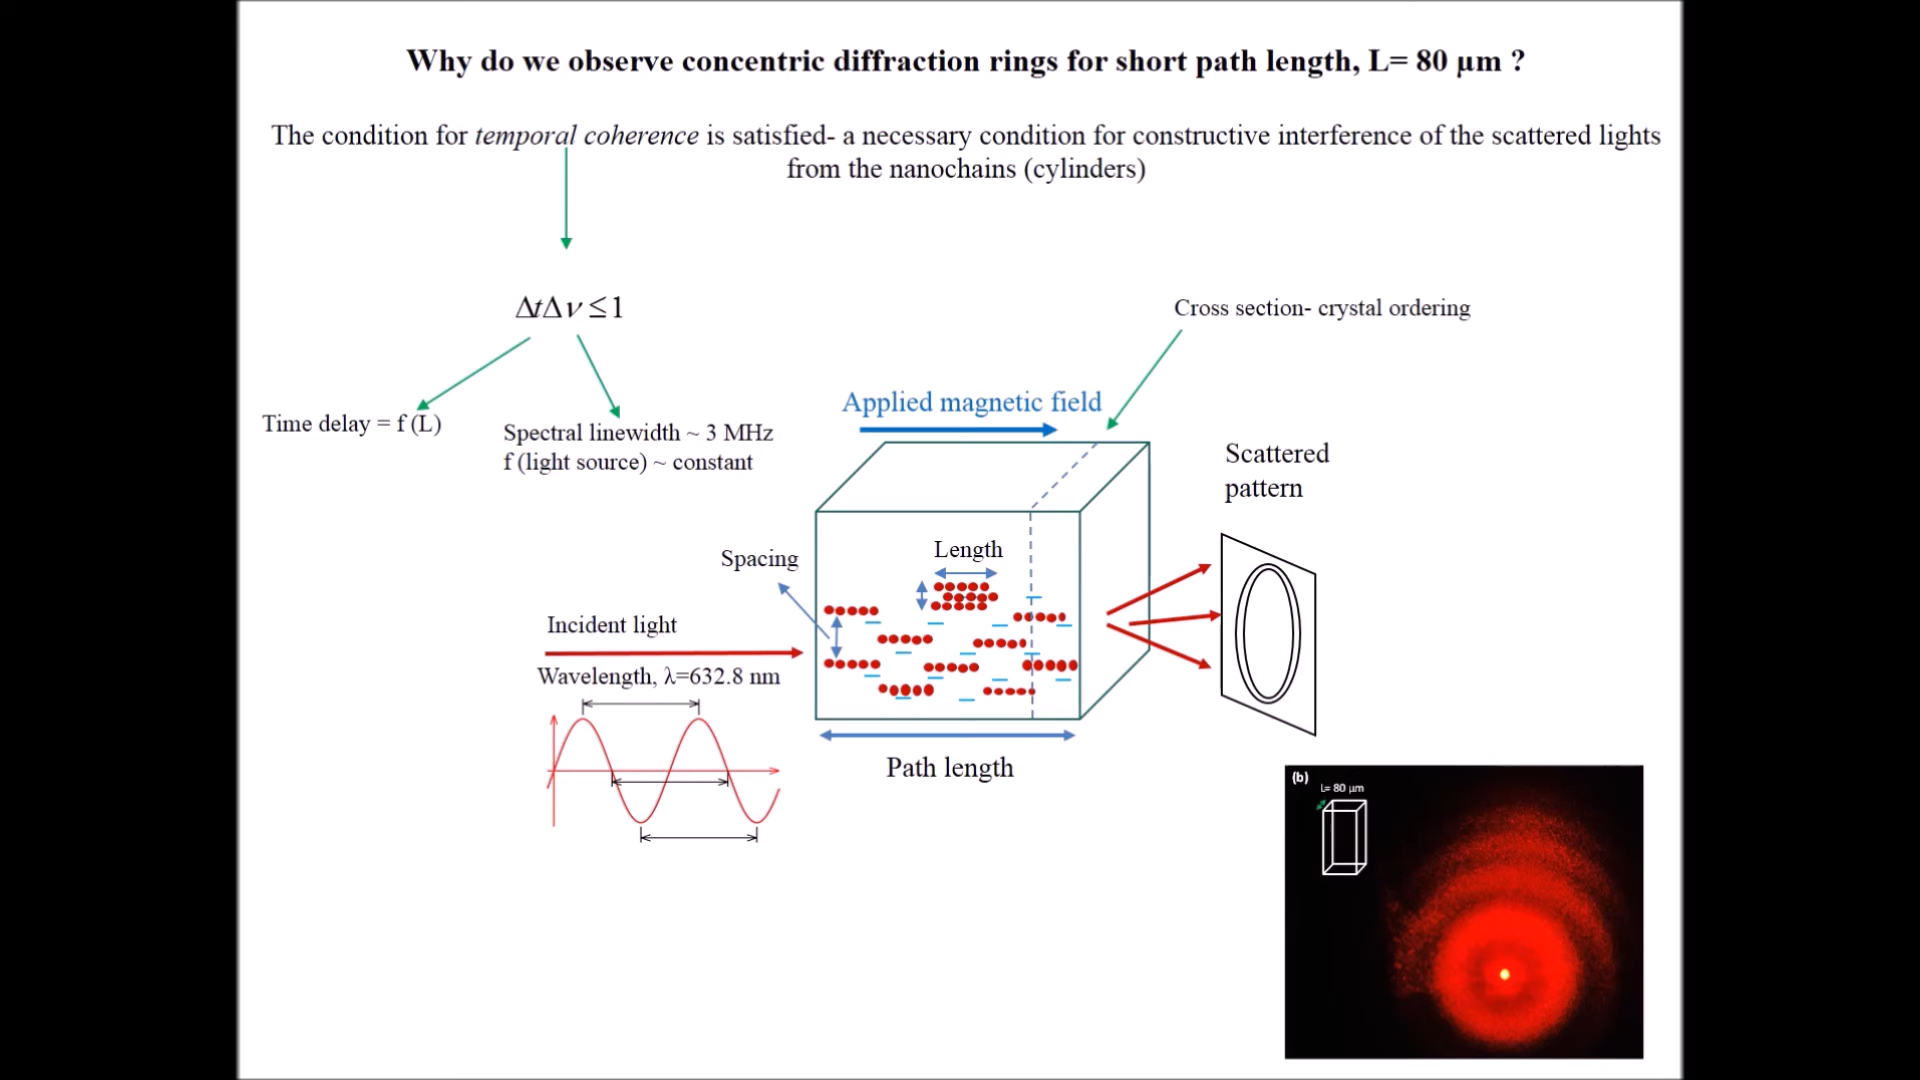 Why do we observe concentric diffraction rings for short path length, L= 80 µm ?
The condition for temporal coherence is satisfied- a necessary condition for constructive interference of the scattered lights
from the nanochains (cylinders)
ΔtΔν≤1
Cross section- crystal ordering
Time delay = f (L)
Spectral linewidth ~ 3 MHz
f (light source) ~ constant
Applied magnetic field
Scattered
pattern
Spacing
Length
Incident light
Wavelength, λ=632.8 nm
Path length
(b)
L= 80 µm